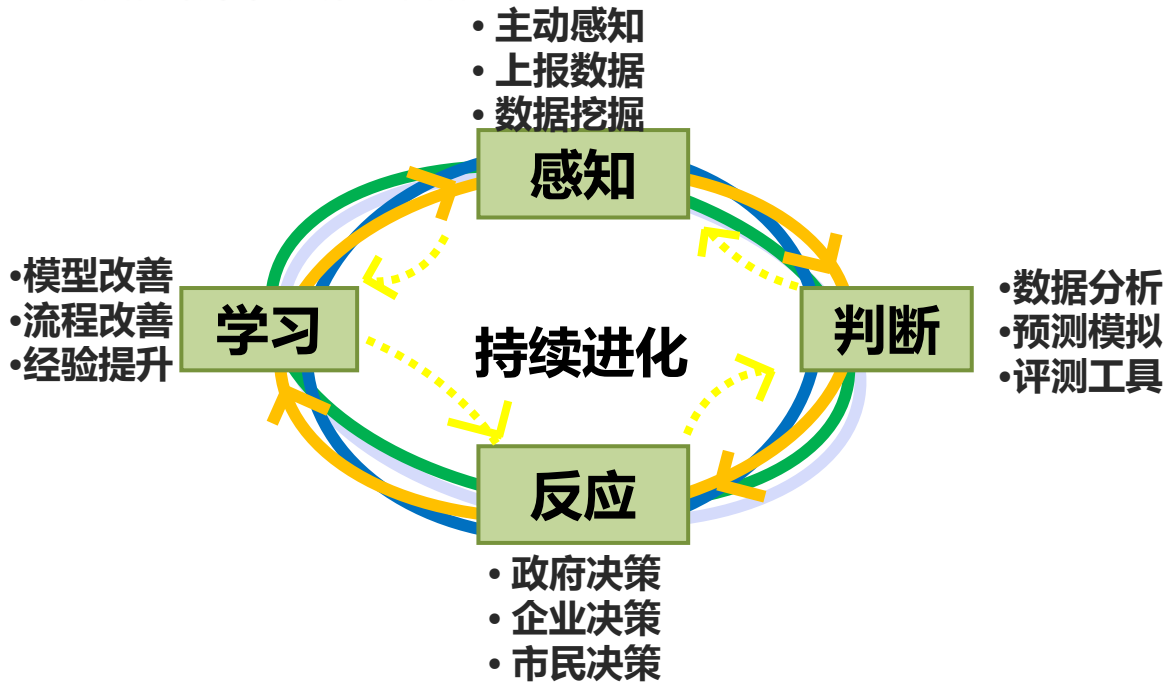 • 主动感知
• 上报数据
• 数据挖掘
感知
•模型改善
•流程改善
•经验提升
学习
持续进化
判断
•数据分析
•预测模拟
•评测工具
反应
• 政府决策
• 企业决策
• 市民决策